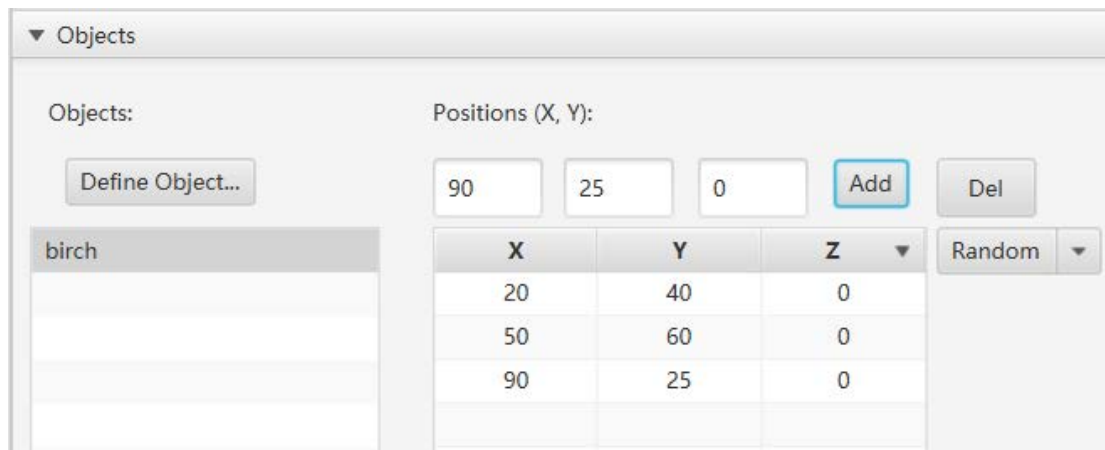 Objects
Objects: Positions (X, Y):
Define Object... 90 25 0 Add Del
birch X Y Z Random
20 40 0
50 60 0
90 25 0